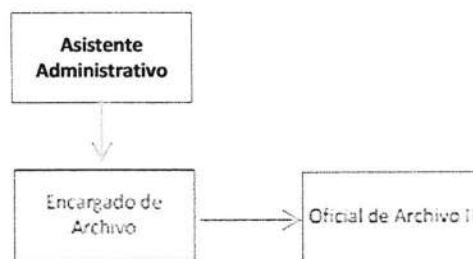 Asistente
Administrativo
Encargado de
Archivo
Oficial de Archivo